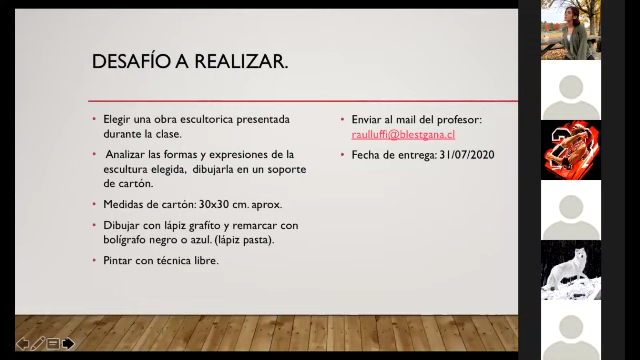 DESAFÍO A REALIZAR.
Elegir una obra escultorica presentada
durante la clase.
Analizar las formas y expresiones de la
escultura elegida, dibujarla en un soporte
de cartón.
Medidas de cartón: 30x30 cm. aprox.
Dibujar con lápiz grafíto y remarcar con
bolígrafo negro o azul. (lápiz pasta).
Pintar con técnica libre.
Enviar al mail del profesor:
raulluffi@blestgana.cl
Fecha de entrega: 31/07/2020